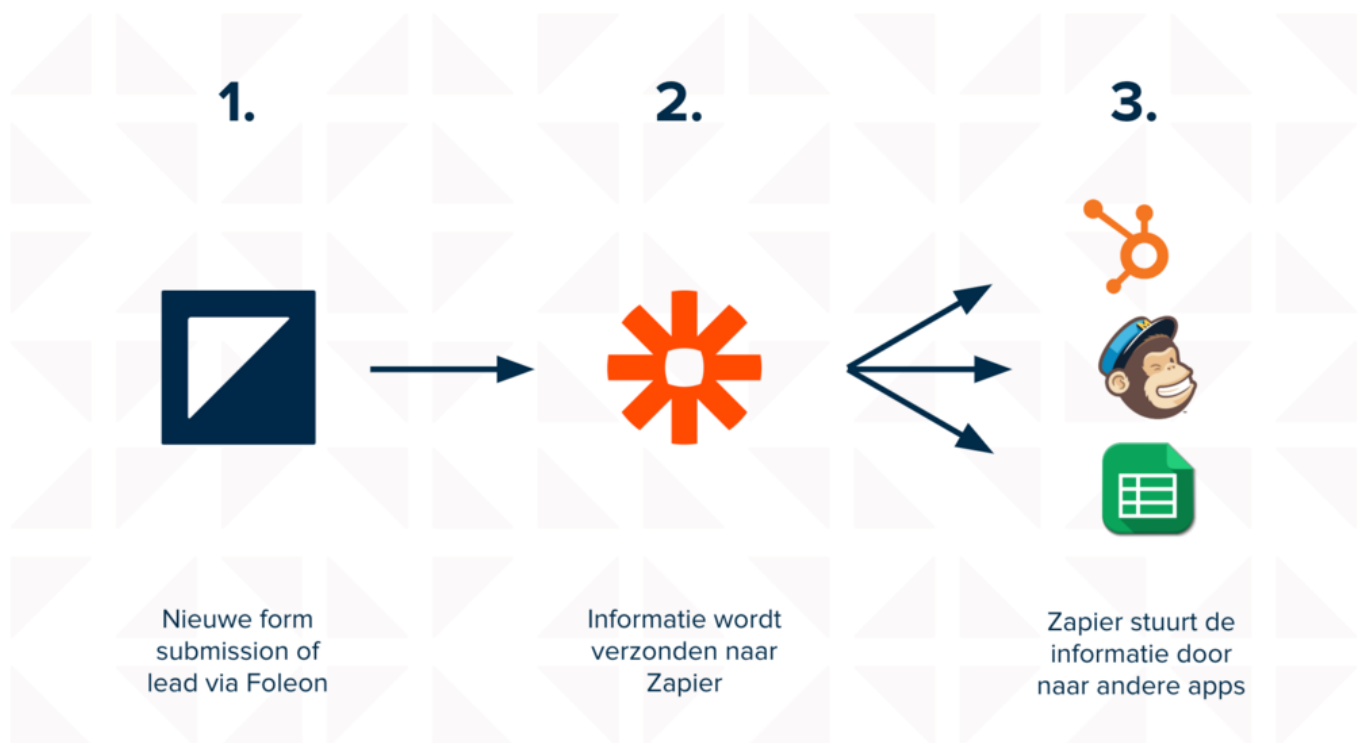 1.
2.
3.
Nieuwe form
submission of
lead via Foleon
Informatie wordt
verzonden naar
Zapier
Zapier stuurt de
informatie door
naar andere apps